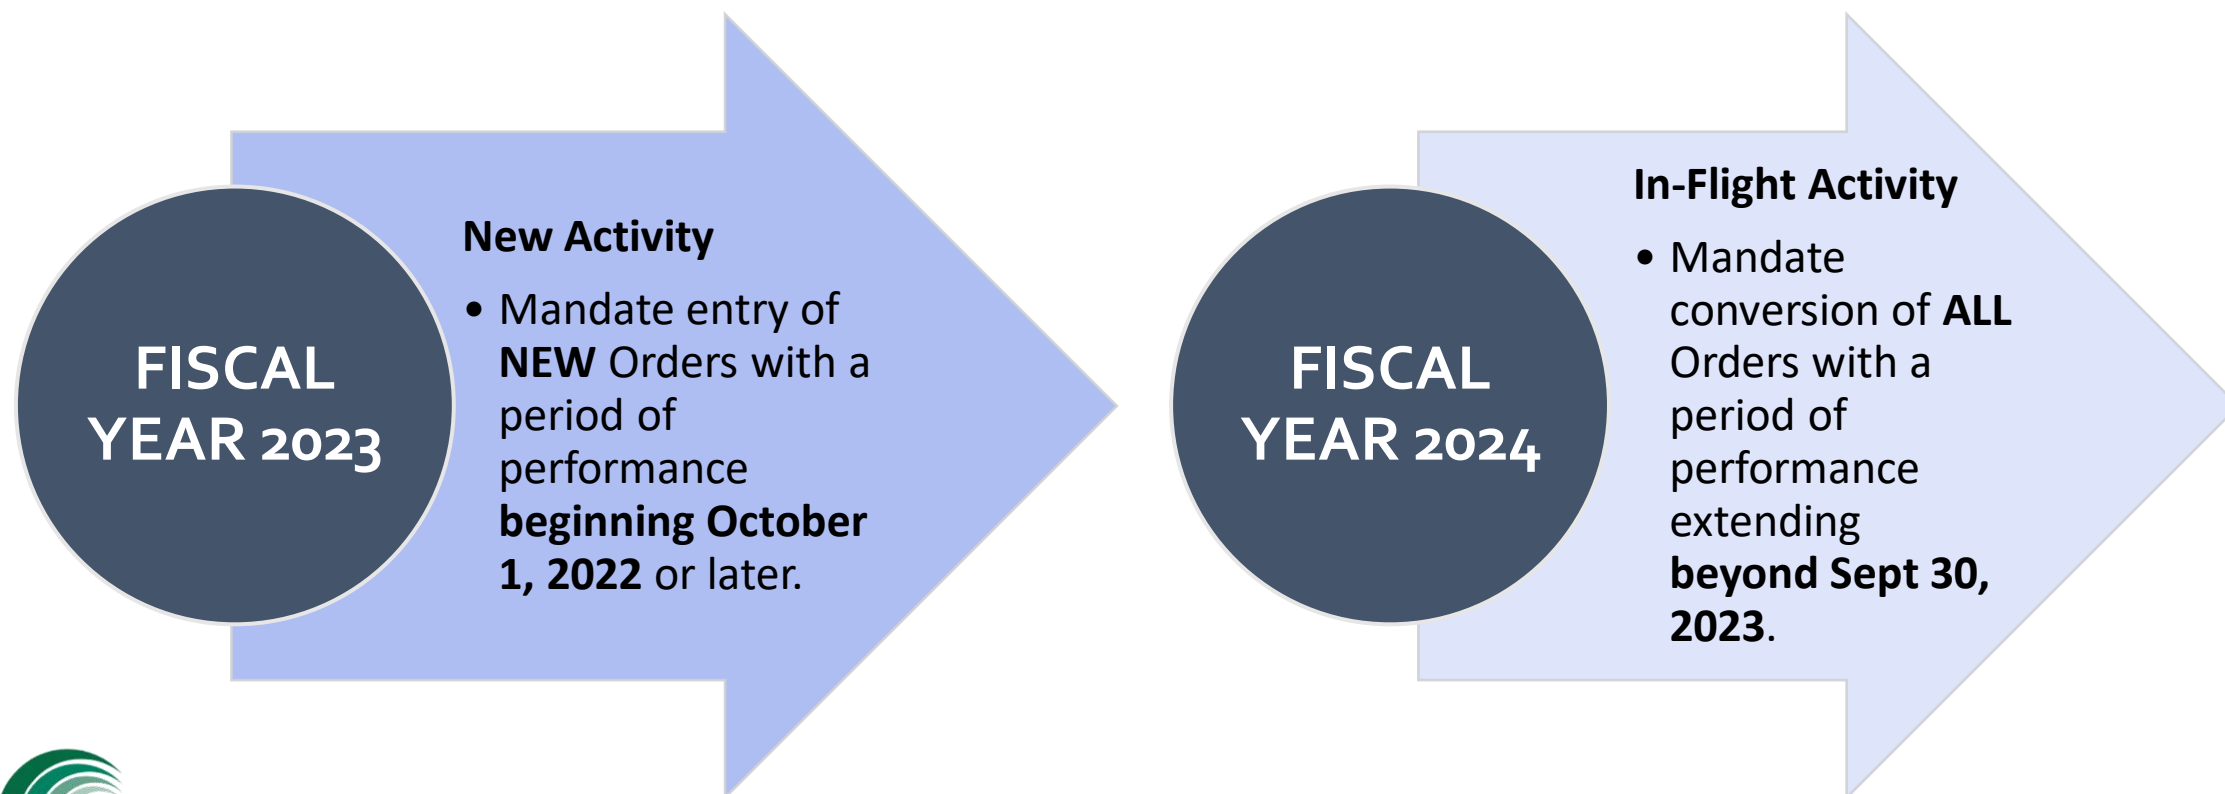 FISCAL
YEAR 2023
New Activity
• Mandate entry of
NEW Orders with a
period of
performance
beginning October
1, 2022 or later.
FISCAL
YEAR 2024
In-Flight Activity
• Mandate
conversion of ALL
Orders with a
period of
performance
extending
beyond Sept 30,
2023.